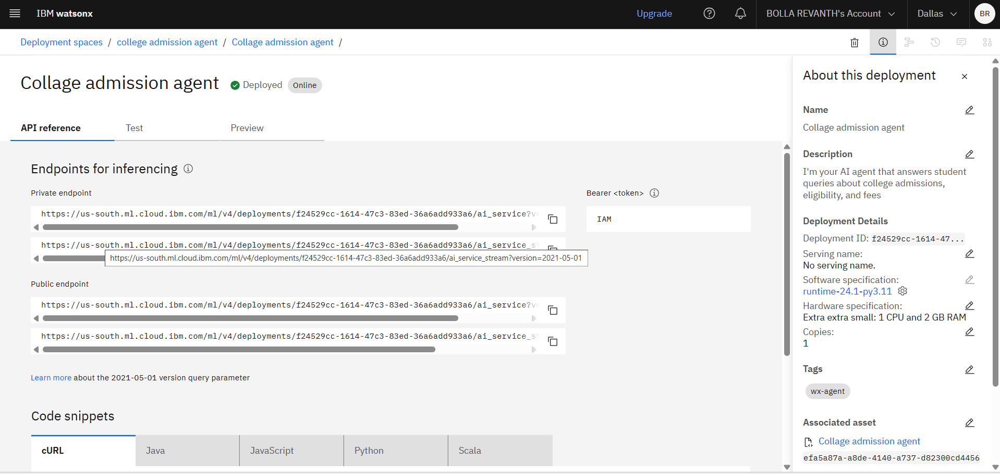 IBM watsonx
Upgrade
BOLLA REVANTH's Account
Dallas
BR
Deployment spaces / college admission agent / Collage admission agent /
Collage admission agent
Deployed
Online
API reference
Test
Preview
Endpoints for inferencing
Private endpoint
https://us-south.ml.cloud.ibm.com/ml/v4/deployments/f24529cc-1614-47c3-83ed-36a6add933a6/ai_service?ve
https://us-south.ml.cloud.ibm.com/ml/v4/deployments/f24529cc-1614-47c3-83ed-36a6add933a6/ai_service_st
https://us-south.ml.cloud.ibm.com/ml/v4/deployments/f24529cc-1614-47c3-83ed-36a6add933a6/ai_service_stream?version=2021-05-01
Bearer <token>
IAM
Public endpoint
https://us-south.ml.cloud.ibm.com/ml/v4/deployments/f24529cc-1614-47c3-83ed-36a6add933a6/ai_service?ve
https://us-south.ml.cloud.ibm.com/ml/v4/deployments/f24529cc-1614-47c3-83ed-36a6add933a6/ai_service_st
Learn more about the 2021-05-01 version query parameter
Code snippets
cURL
Java
JavaScript
Python
Scala
About this deployment
Name
Collage admission agent
Description
I'm your AI agent that answers student
queries about college admissions,
eligibility, and fees
Deployment Details
Deployment ID: f24529cc-1614-47...
Serving name:
No serving name.
Software specification:
runtime-24.1-py3.11
Hardware specification:
Extra extra small: 1 CPU and 2 GB RAM
Copies:
1
Tags
wx-agent
Associated asset
Collage admission agent
efa5a87a-a8de-4140-a737-d82300cd4456